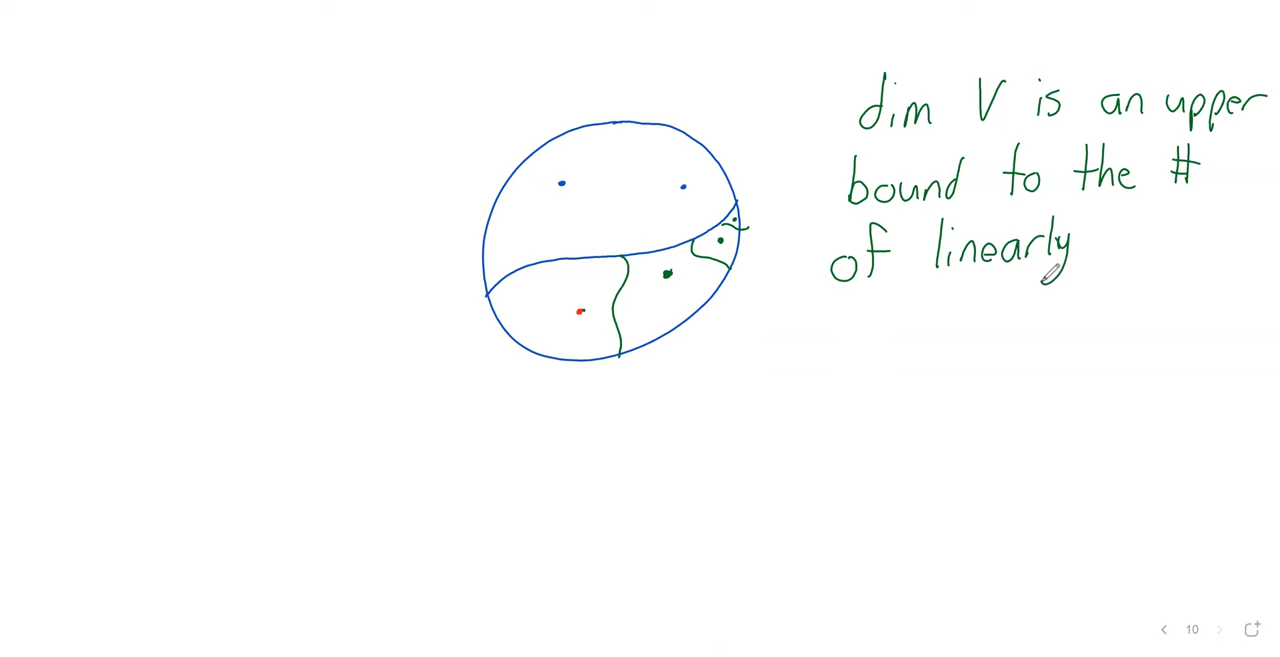 dim V is an upper
bound to the #
of linearly
10